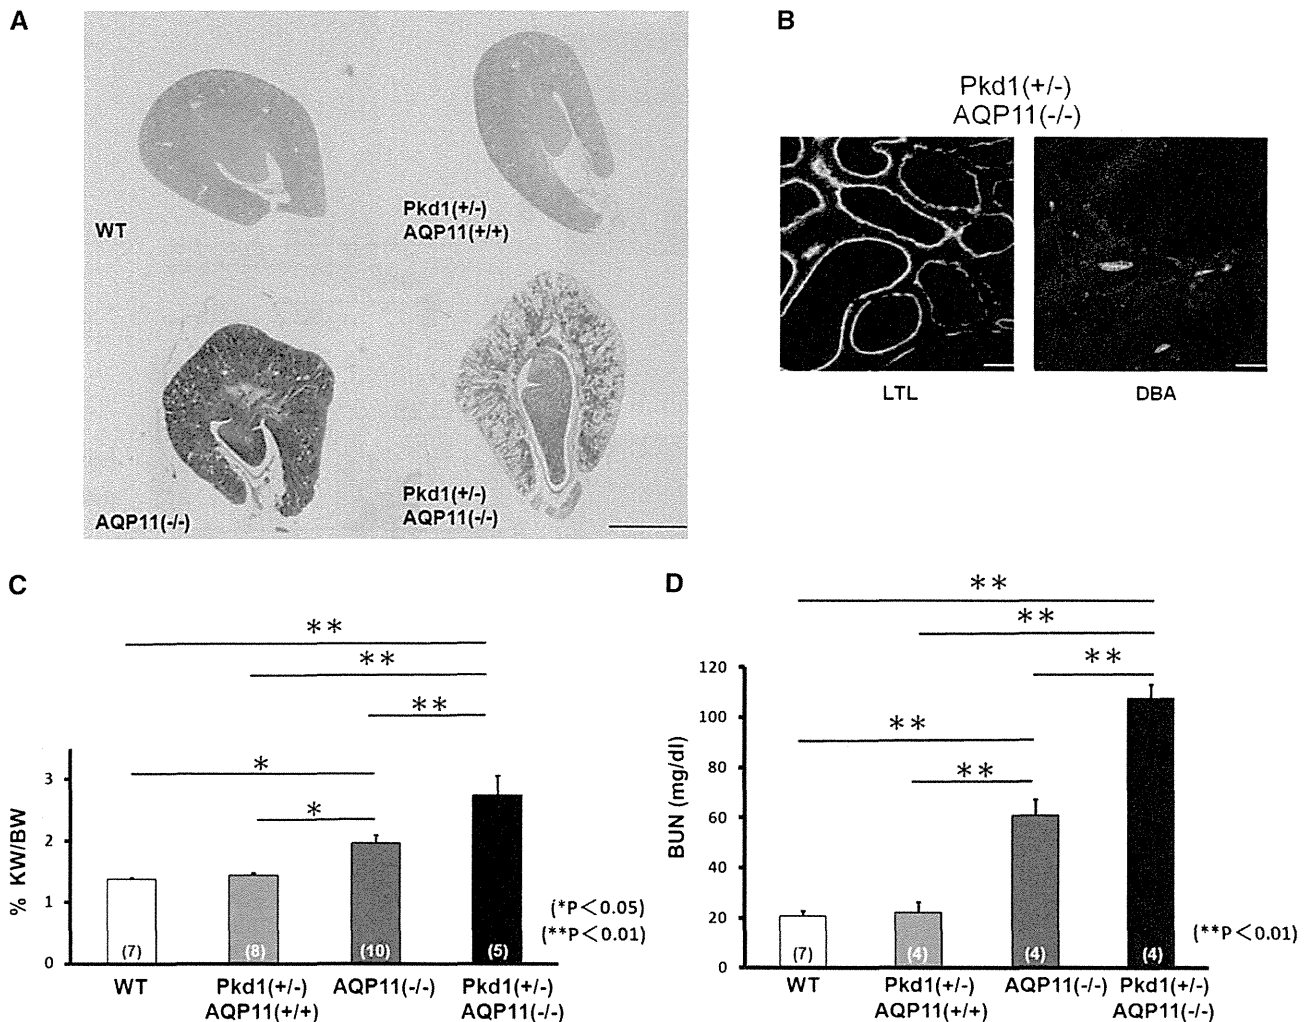 A
WT
Pkd1(+/-)
AQP11(+/+)
AQP11(-/-)
Pkd1(+/-)
AQP11(-/-)
B
Pkd1(+/-)
AQP11(-/-)
LTL
DBA
C
**
**
**
*
*
% KW/BW
3
2
1
0
(7)
(8)
(10)
(5)
(*P<0.05)
(**P<0.01)
WT
Pkd1(+/-)
AQP11(+/+)
AQP11(-/-)
Pkd1(+/-)
AQP11(-/-)
D
**
**
**
**
**
BUN (mg/dl)
120
100
80
60
40
20
0
(7)
(4)
(4)
(4)
(**P<0.01)
WT
Pkd1(+/-)
AQP11(+/+)
AQP11(-/-)
Pkd1(+/-)
AQP11(-/-)